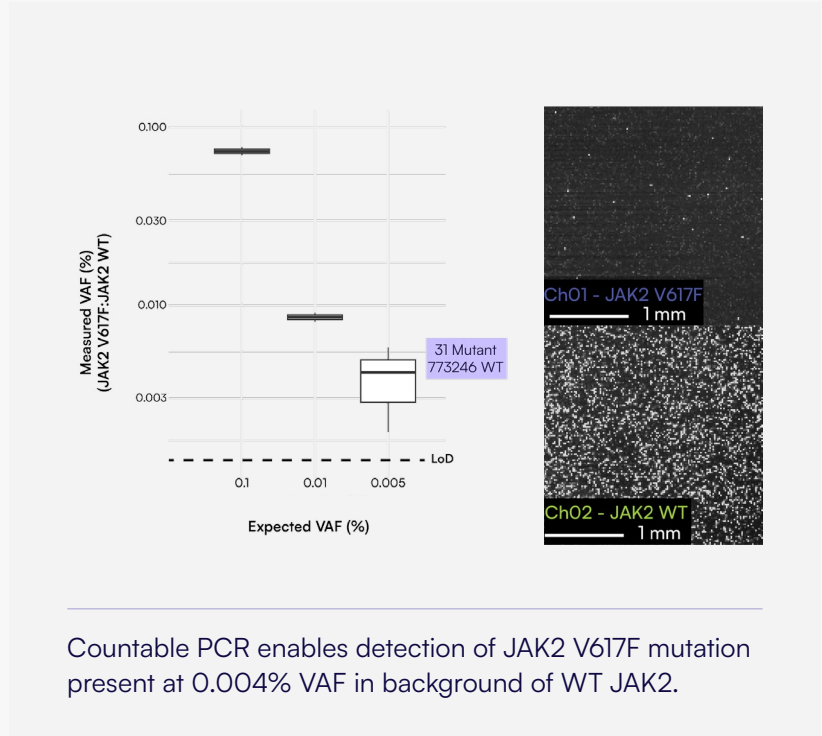 0.100
0.030
0.010
0.003
Measured VAF (%)
(JAK2 V617F:JAK2 WT)
31 Mutant
773246 WT
LoD
0.1
0.01
0.005
Expected VAF (%)
Ch01 - JAK2 V617F
1 mm
Ch02 - JAK2 WT
1 mm
Countable PCR enables detection of JAK2 V617F mutation
present at 0.004% VAF in background of WT JAK2.